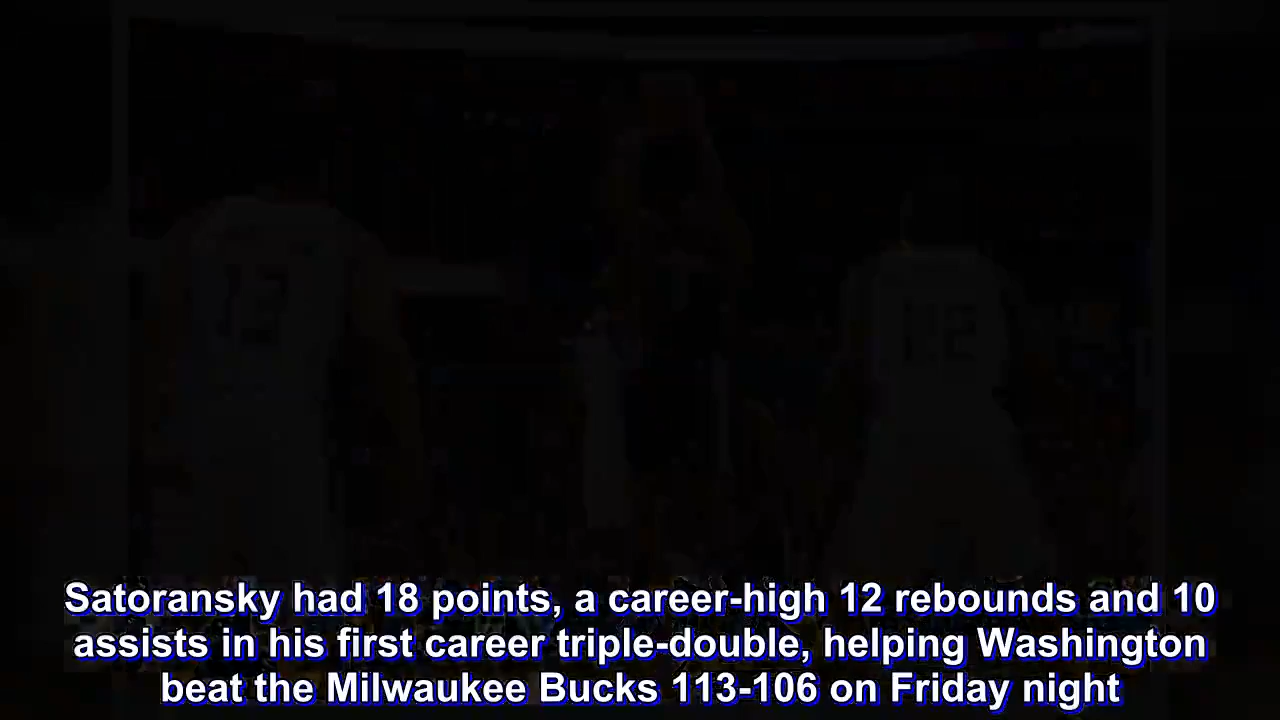 Satoransky had 18 points, a career-high 12 rebounds and 10
assists in his first career triple-double, helping Washington
beat the Milwaukee Bucks 113-106 on Friday night